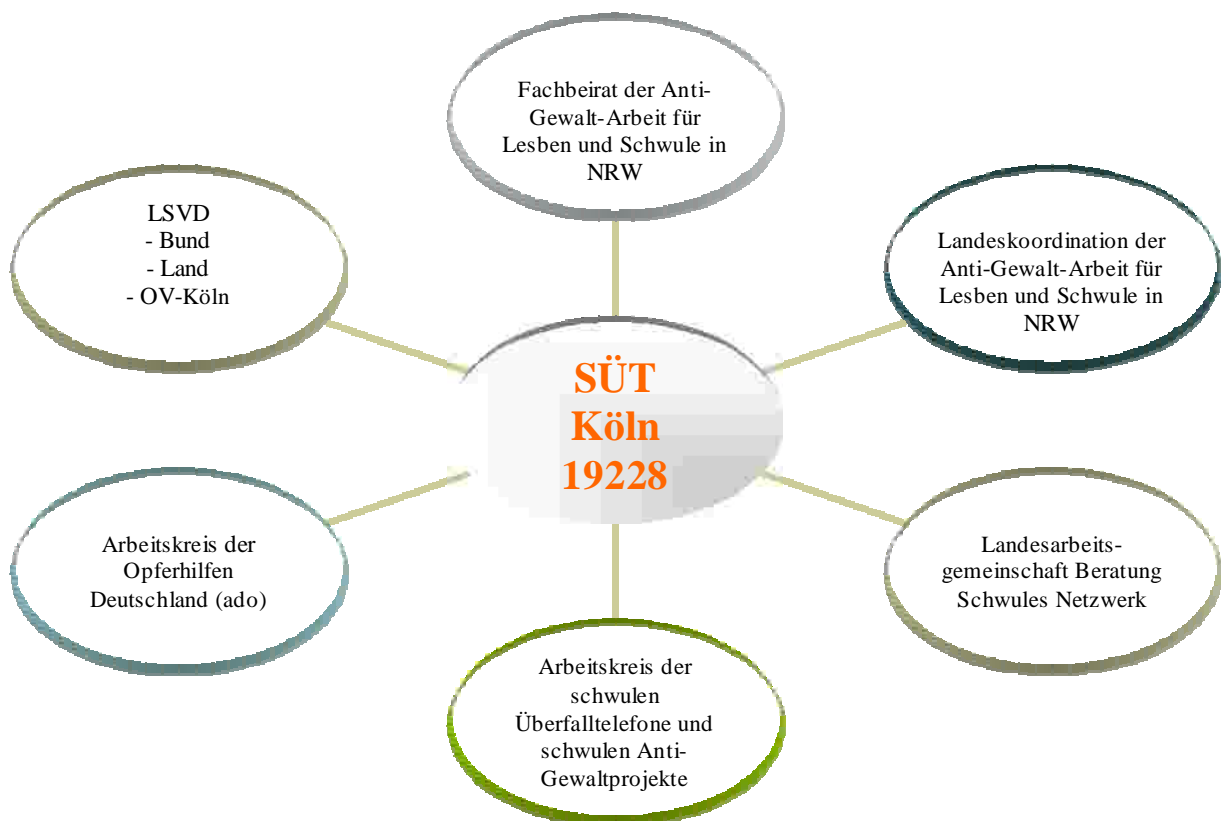 Fachbeirat der Anti-
Gewalt-Arbeit für
Lesben und Schwule in
NRW
LSVD
- Bund
- Land
- OV-Köln
Landeskoordination der
Anti-Gewalt-Arbeit für
Lesben und Schwule in
NRW
SÜT
Köln
19228
Arbeitskreis der
Opferhilfen
Deutschland (ado)
Landesarbeits-
gemeinschaft Beratung
Schwules Netzwerk
Arbeitskreis der
schwulen
Überfalltelefone und
schwulen Anti-
Gewaltprojekte